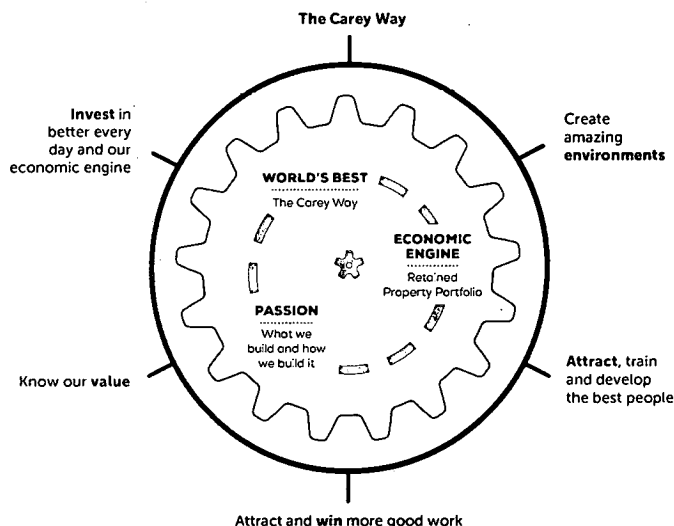 The Carey Way
Invest in
better every
day and our
economic engine
Create
amazing
environments
WORLD'S BEST
The Carey Way
ECONOMIC
ENGINE
Retained
Property Portfolio
PASSION
What we
build and how
we build it
Know our value
Attract, train
and develop
the best people
Attract and win more good work